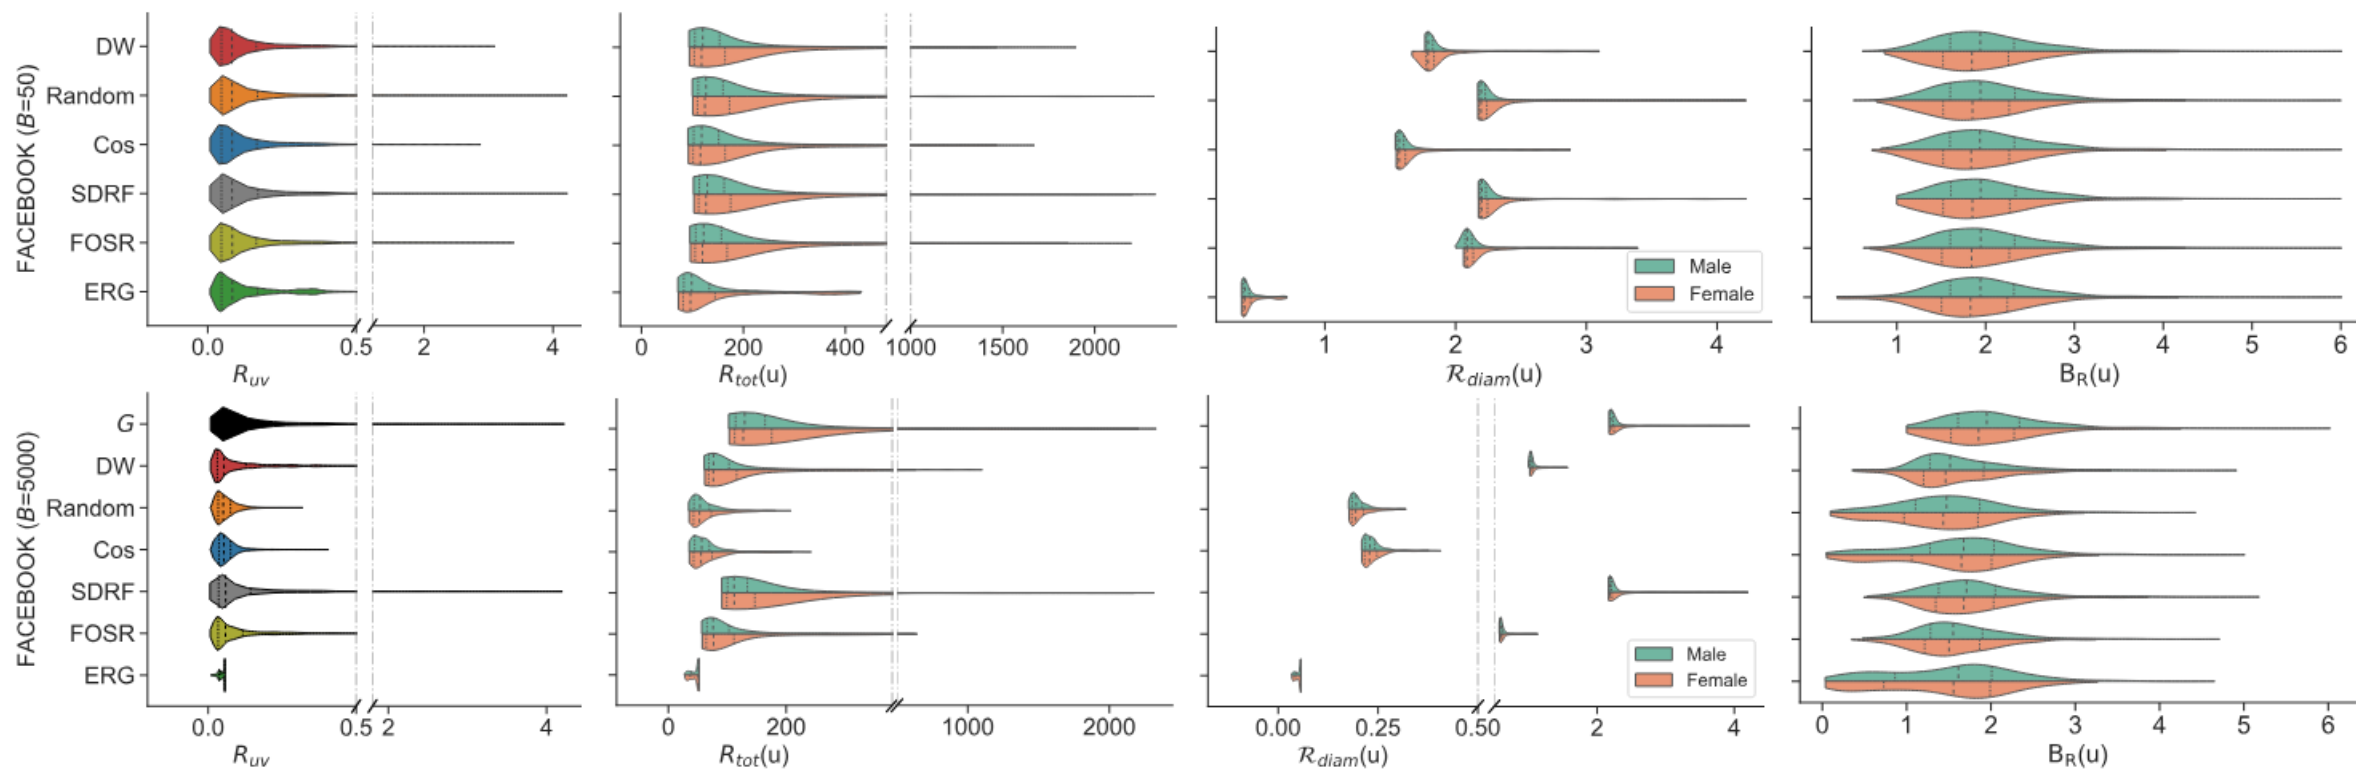 FACEBOOK (B=50)
DW
Random
Cos
SDRF
FOSR
ERG
0.0 0.5 2 4
R_uv
0 200 400 1000 1500 2000
R_tot(u)
Male
Female
1 2 3 4
ℛ_diam(u)
1 2 3 4 5 6
B_R(u)
FACEBOOK (B=5000)
G
DW
Random
Cos
SDRF
FOSR
ERG
0.0 0.5 2 4
R_uv
0 200 1000 2000
R_tot(u)
Male
Female
0.00 0.25 0.50 0 2 4
ℛ_diam(u)
0 1 2 3 4 5 6
B_R(u)